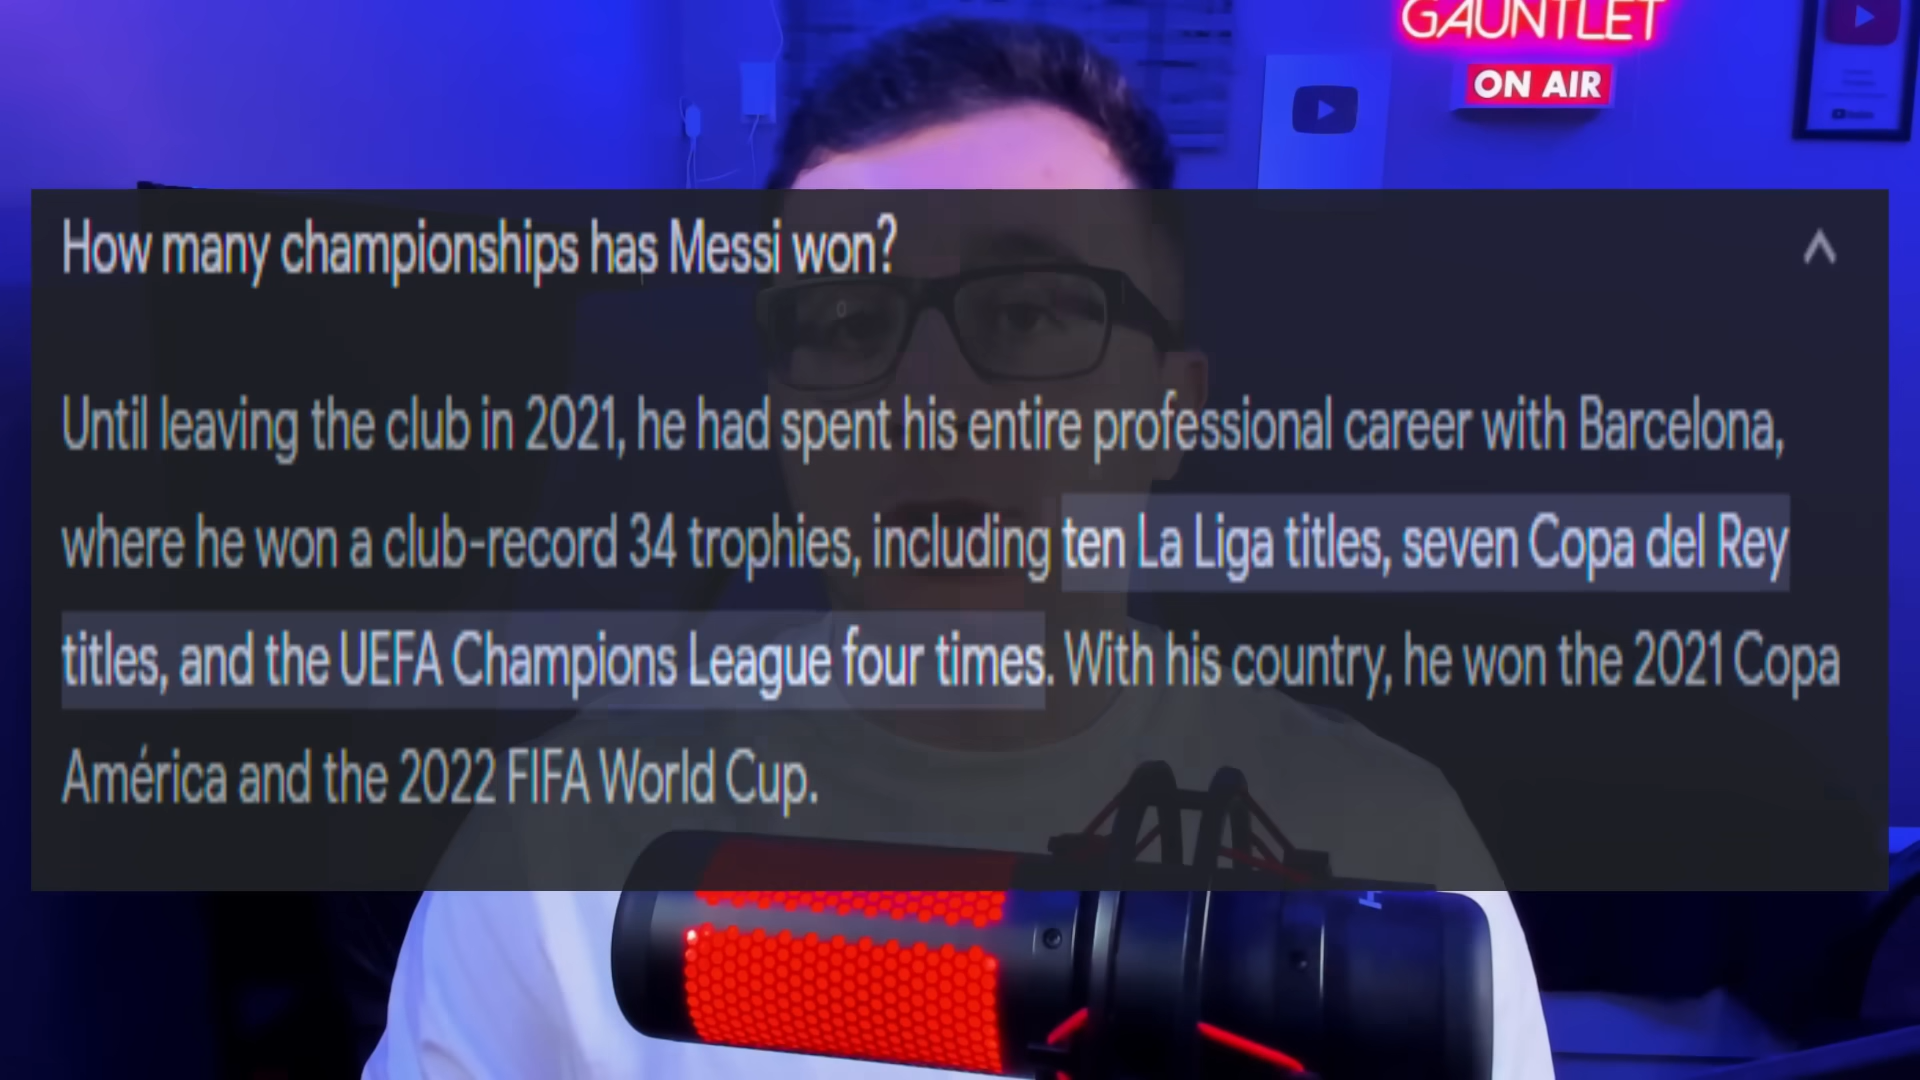 GAUNTLET
ON AIR
How many championships has Messi won?
Until leaving the club in 2021, he had spent his entire professional career with Barcelona,
where he won a club-record 34 trophies, including ten La Liga titles, seven Copa del Rey
titles, and the UEFA Champions League four times. With his country, he won the 2021 Copa
América and the 2022 FIFA World Cup.